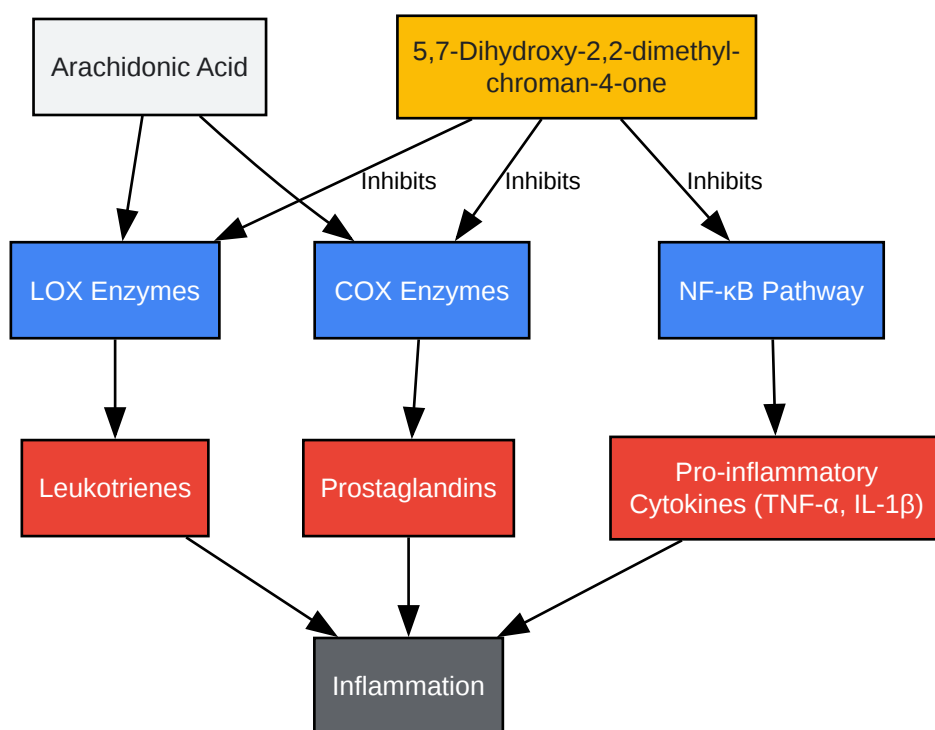 Arachidonic Acid
5,7-Dihydroxy-2,2-dimethyl-
chroman-4-one
Inhibits
Inhibits
Inhibits
LOX Enzymes
COX Enzymes
NF-κB Pathway
Leukotrienes
Prostaglandins
Pro-inflammatory
Cytokines (TNF-α, IL-1β)
Inflammation